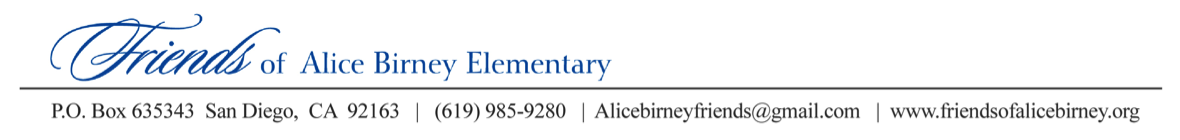 Friends of Alice Birney Elementary
P.O. Box 635343 San Diego, CA 92163 | (619) 985-9280 | Alicebirneyfriends@gmail.com | www.friendsofalicebirney.org